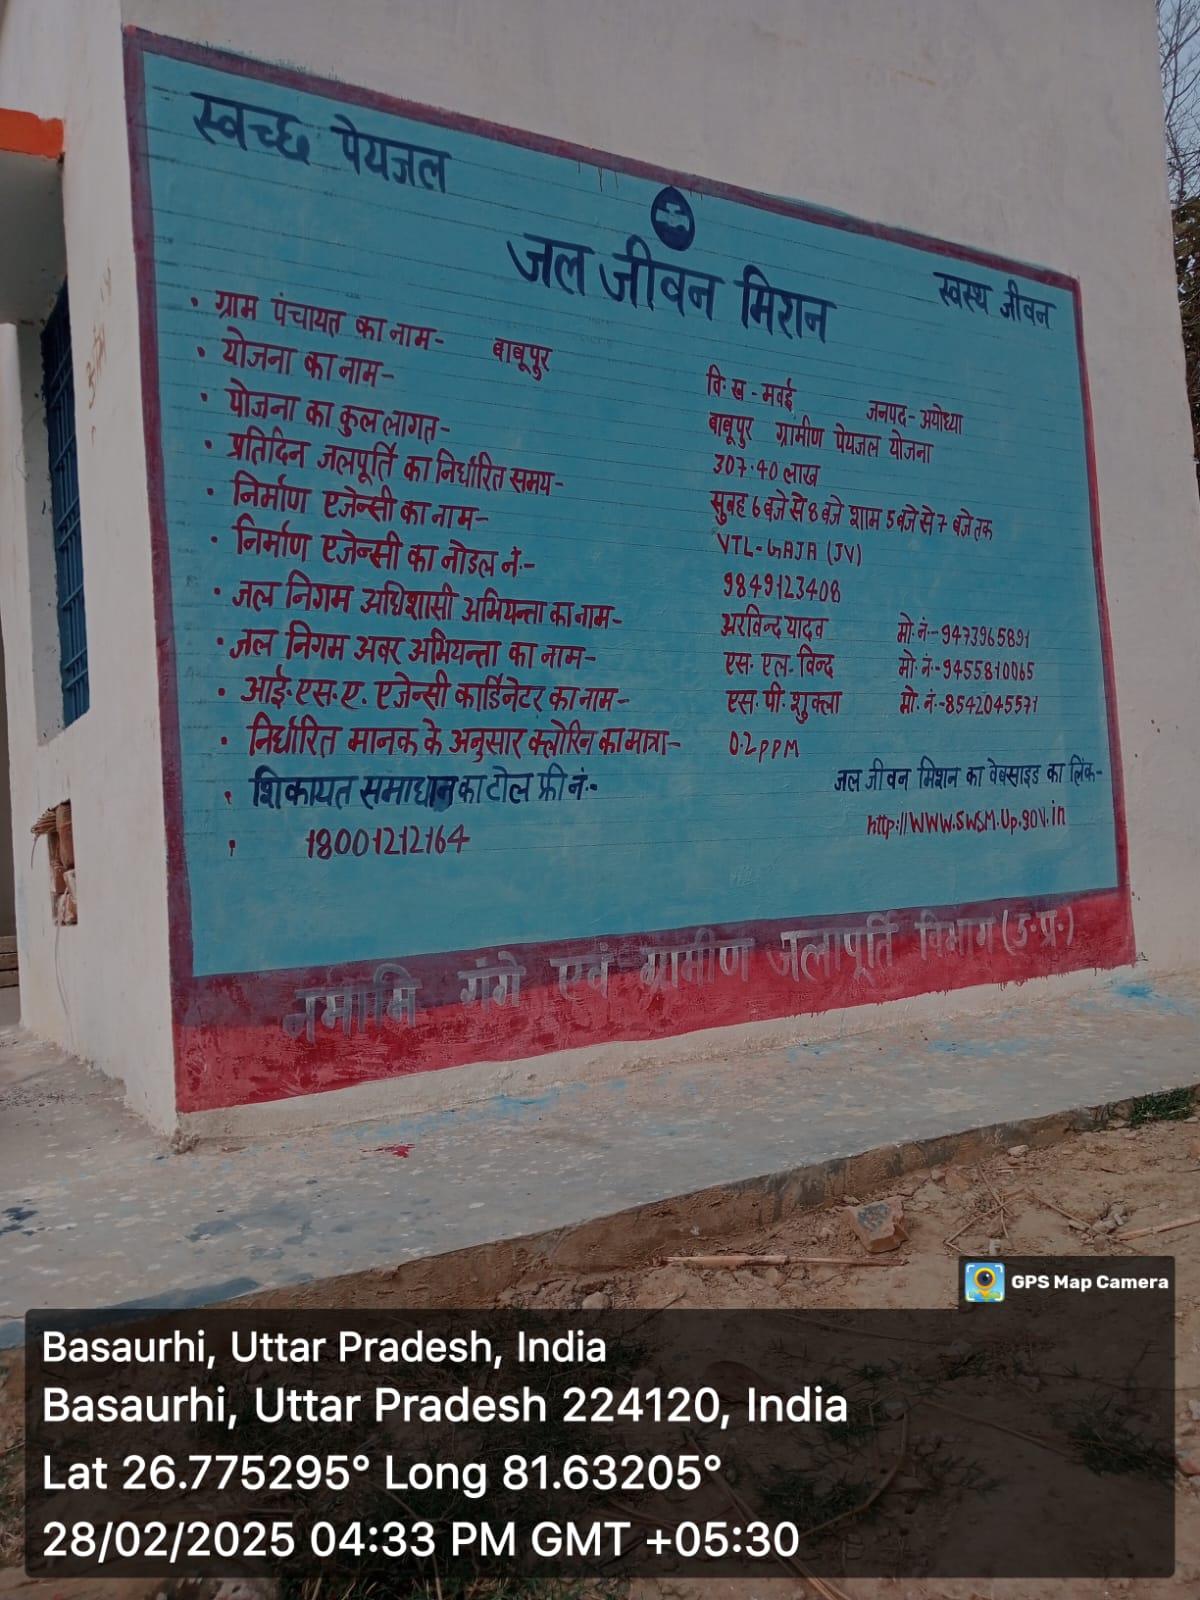 स्वच्छ पेयजल
जल जीवन मिशन
स्वस्थ जीवन
• ग्राम पंचायत का नाम- बाबूपुर वि. ख - मवई जनपद - अयोध्या
• योजना का नाम- बाबूपुर ग्रामीण पेयजल योजना
• योजना का कुल लागत- 307.40 लाख
• प्रतिदिन जलपूर्ति का निर्धारित समय- सुबह 6 बजे से 8 बजे शाम 5 बजे से 7 बजे तक
• निर्माण एजेन्सी का नाम- VTL-GAJA (JV)
• निर्माण एजेन्सी का नोडल नं.- 9849123408
• जल निगम अधिशासी अभियन्ता का नाम- अरविन्द यादव मो. नं.-9473965891
• जल निगम अवर अभियन्ता का नाम- एस. एल. विन्द मो. नं.-9455810065
• आई.एस.ए. एजेन्सी कार्डिनेटर का नाम- एस. पी. शुक्ला मो. नं.-8542045571
• निर्धारित मानक के अनुसार क्लोरिन का मात्रा- 0.2 PPM
• शिकायत समाधान का टोल फ्री नं.- जल जीवन मिशन का वेबसाइड का लिंक-
• 18001212164 http://WWW.SWSM.Up.gov.in
नमामि गंगे एवं ग्रामीण जलापूर्ति विभाग (उ.प्र.)
GPS Map Camera
Basaurhi, Uttar Pradesh, India
Basaurhi, Uttar Pradesh 224120, India
Lat 26.775295° Long 81.63205°
28/02/2025 04:33 PM GMT +05:30